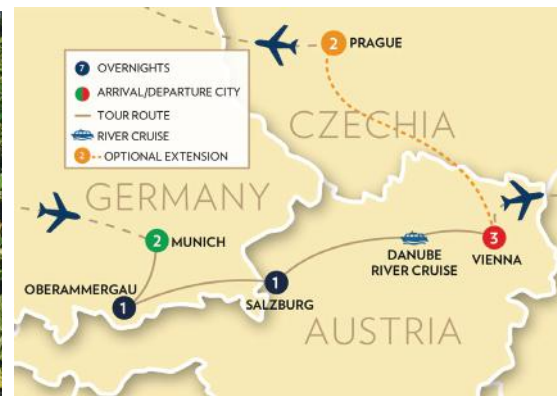 7 OVERNIGHTS
ARRIVAL/DEPARTURE CITY
TOUR ROUTE
RIVER CRUISE
2 OPTIONAL EXTENSION
2 PRAGUE
CZECHIA
GERMANY
2 MUNICH
OBERAMMERGAU
1
1
SALZBURG
DANUBE
RIVER CRUISE
3
VIENNA
AUSTRIA